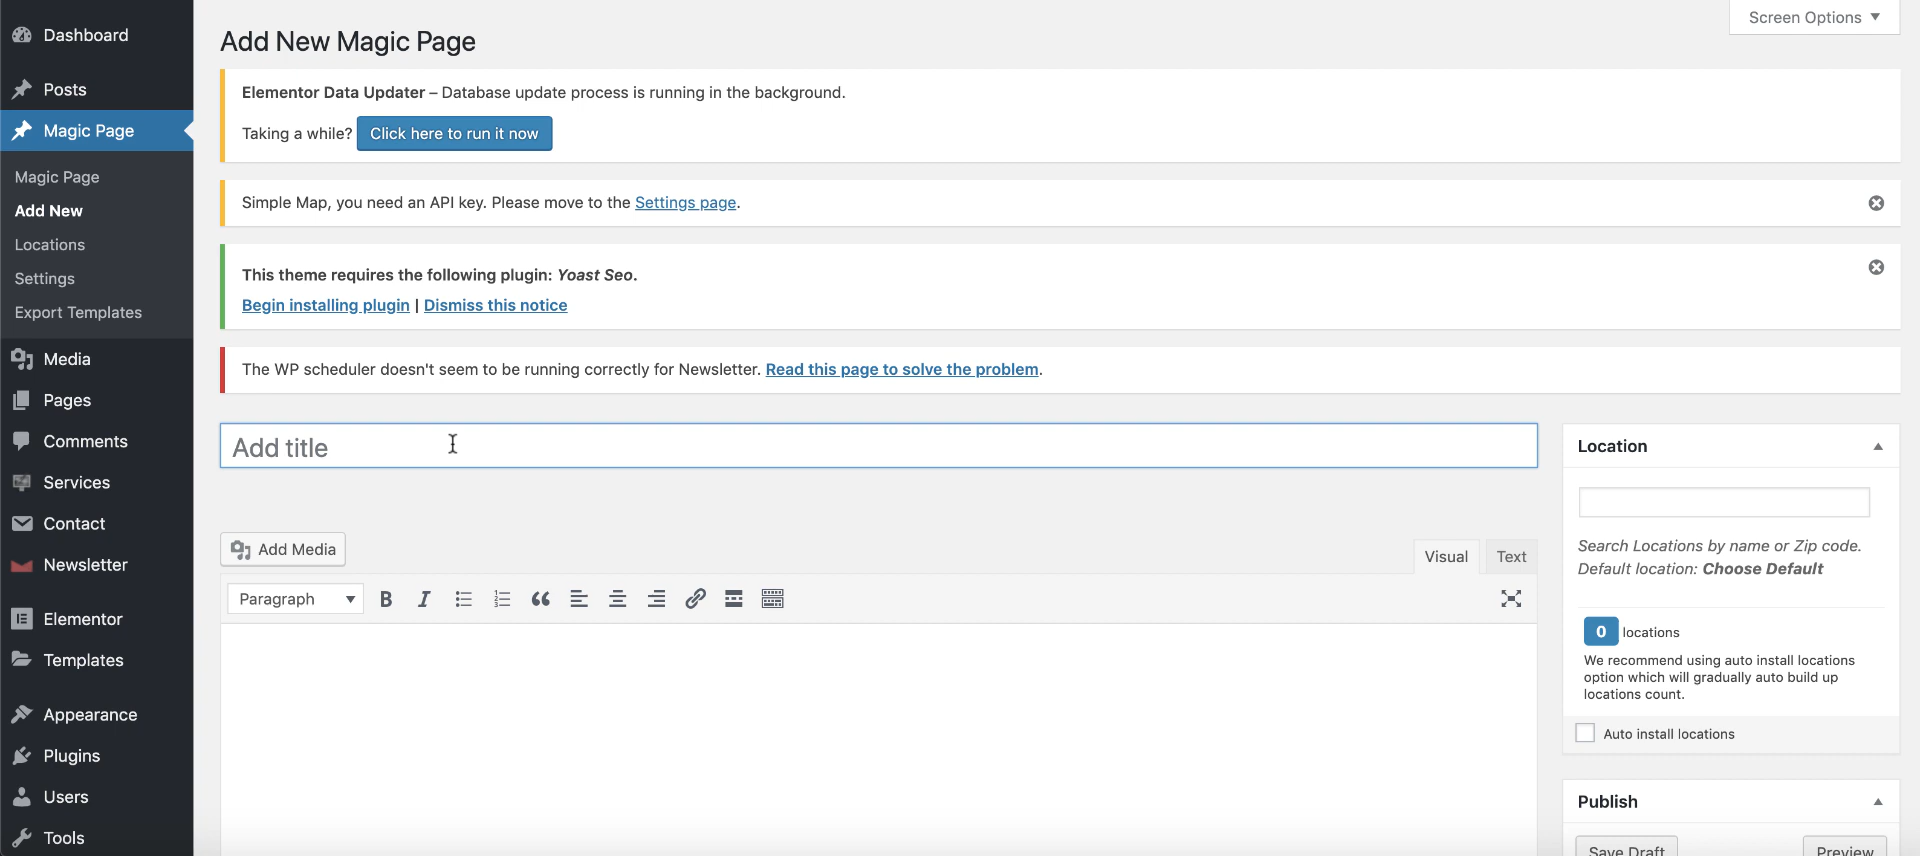 Dashboard
Posts
Magic Page
Magic Page
Add New
Locations
Settings
Export Templates
Media
Pages
Comments
Services
Contact
Newsletter
Elementor
Templates
Appearance
Plugins
Users
Tools
Screen Options
Add New Magic Page
Elementor Data Updater – Database update process is running in the background.
Taking a while? Click here to run it now
Simple Map, you need an API key. Please move to the Settings page.
This theme requires the following plugin: Yoast Seo.
Begin installing plugin | Dismiss this notice
The WP scheduler doesn't seem to be running correctly for Newsletter. Read this page to solve the problem.
Add title
Add Media
Visual Text
Paragraph
Location
Search Locations by name or Zip code.
Default location: Choose Default
0 locations
We recommend using auto install locations
option which will gradually auto build up
locations count.
Auto install locations
Publish
Save Draft Preview